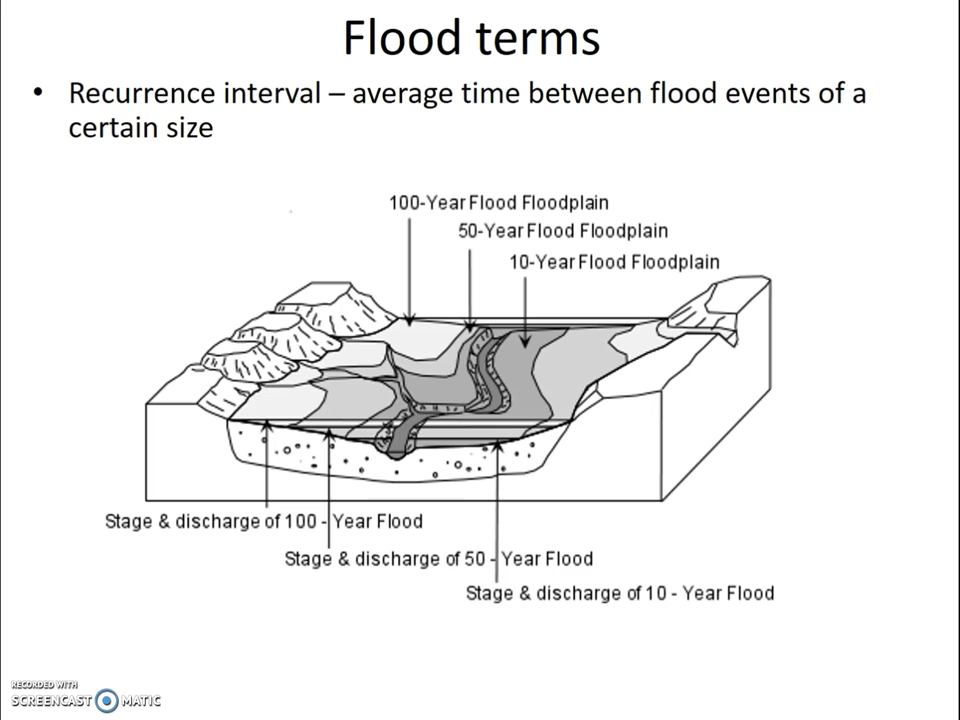 Flood terms
• Recurrence interval – average time between flood events of a
certain size
100-Year Flood Floodplain
50-Year Flood Floodplain
10-Year Flood Floodplain
Stage & discharge of 100 - Year Flood
Stage & discharge of 50 - Year Flood
Stage & discharge of 10 - Year Flood
RECORDED WITH
SCREENCAST MATIC